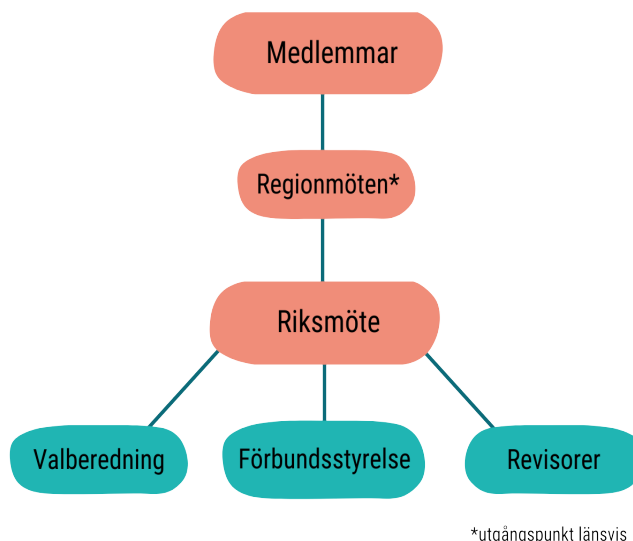 Medlemmar
Regionmöten*
Riksmöte
Valberedning
Förbundsstyrelse
Revisorer
*utgångspunkt länsvis